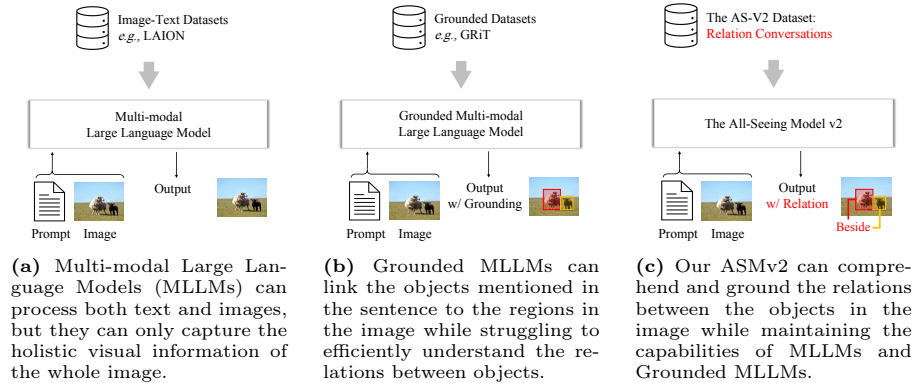 Image-Text Datasets
e.g., LAION
Multi-modal
Large Language Model
Output
Prompt Image
(a) Multi-modal Large Lan-
guage Models (MLLMs) can
process both text and images,
but they can only capture the
holistic visual information of
the whole image.
Grounded Datasets
e.g., GRiT
Grounded Multi-modal
Large Language Model
Output
w/ Grounding
Prompt Image
(b) Grounded MLLMs can
link the objects mentioned in
the sentence to the regions in
the image while struggling to
efficiently understand the re-
lations between objects.
The AS-V2 Dataset:
Relation Conversations
The All-Seeing Model v2
Output
w/ Relation
Prompt Image
Beside
(c) Our ASMv2 can compre-
hend and ground the relations
between the objects in the
image while maintaining the
capabilities of MLLMs and
Grounded MLLMs.